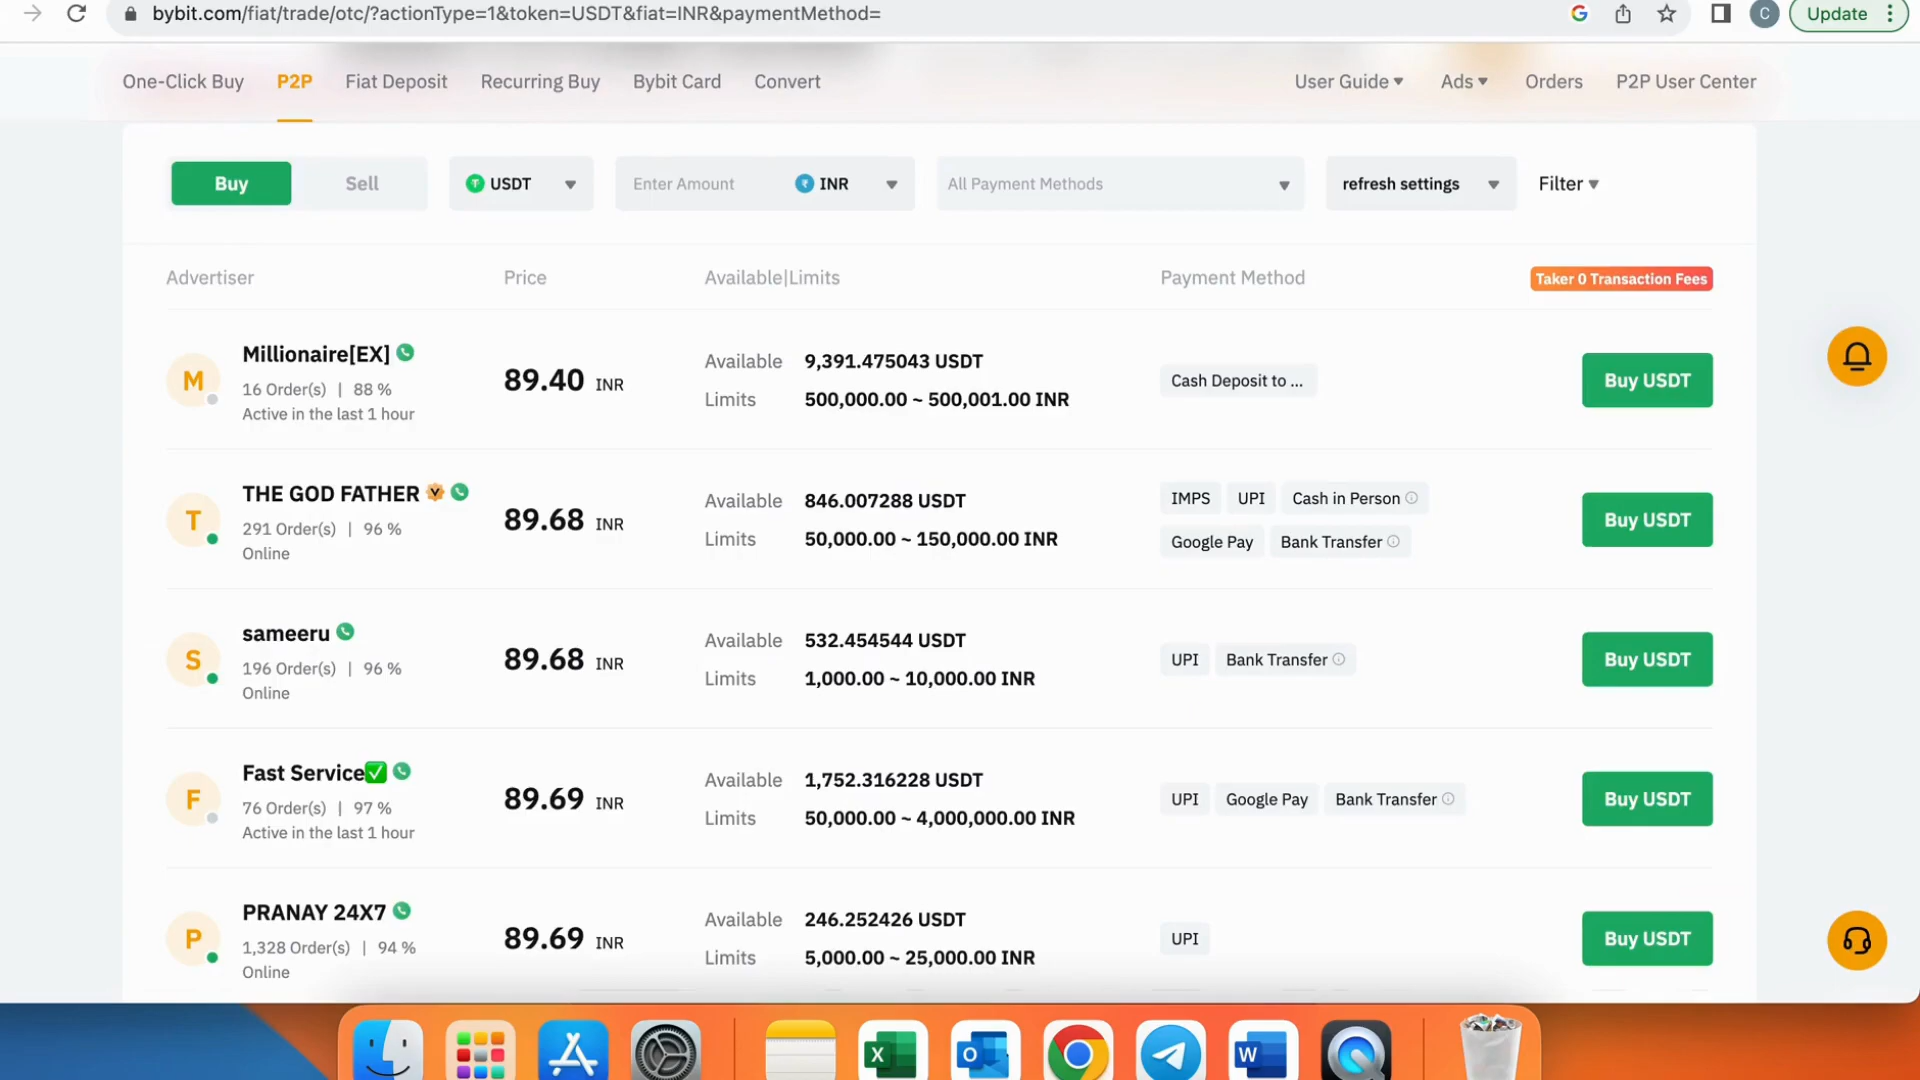 bybit.com/fiat/trade/otc/?actionType=1&token=USDT&fiat=INR&paymentMethod=
G
C
Update
One-Click Buy P2P Fiat Deposit Recurring Buy Bybit Card Convert User Guide Ads Orders P2P User Center
Buy Sell USDT Enter Amount INR All Payment Methods refresh settings Filter
Advertiser Price Available|Limits Payment Method Taker 0 Transaction Fees
M
Millionaire[EX]
16 Order(s) | 88 %
Active in the last 1 hour
89.40 INR
Available 9,391.475043 USDT
Limits 500,000.00 ~ 500,001.00 INR
Cash Deposit to ...
Buy USDT
T
THE GOD FATHER
291 Order(s) | 96 %
Online
89.68 INR
Available 846.007288 USDT
Limits 50,000.00 ~ 150,000.00 INR
IMPS UPI Cash in Person
Google Pay Bank Transfer
Buy USDT
S
sameeru
196 Order(s) | 96 %
Online
89.68 INR
Available 532.454544 USDT
Limits 1,000.00 ~ 10,000.00 INR
UPI Bank Transfer
Buy USDT
F
Fast Service✅
76 Order(s) | 97 %
Active in the last 1 hour
89.69 INR
Available 1,752.316228 USDT
Limits 50,000.00 ~ 4,000,000.00 INR
UPI Google Pay Bank Transfer
Buy USDT
P
PRANAY 24X7
1,328 Order(s) | 94 %
Online
89.69 INR
Available 246.252426 USDT
Limits 5,000.00 ~ 25,000.00 INR
UPI
Buy USDT
X
O
W